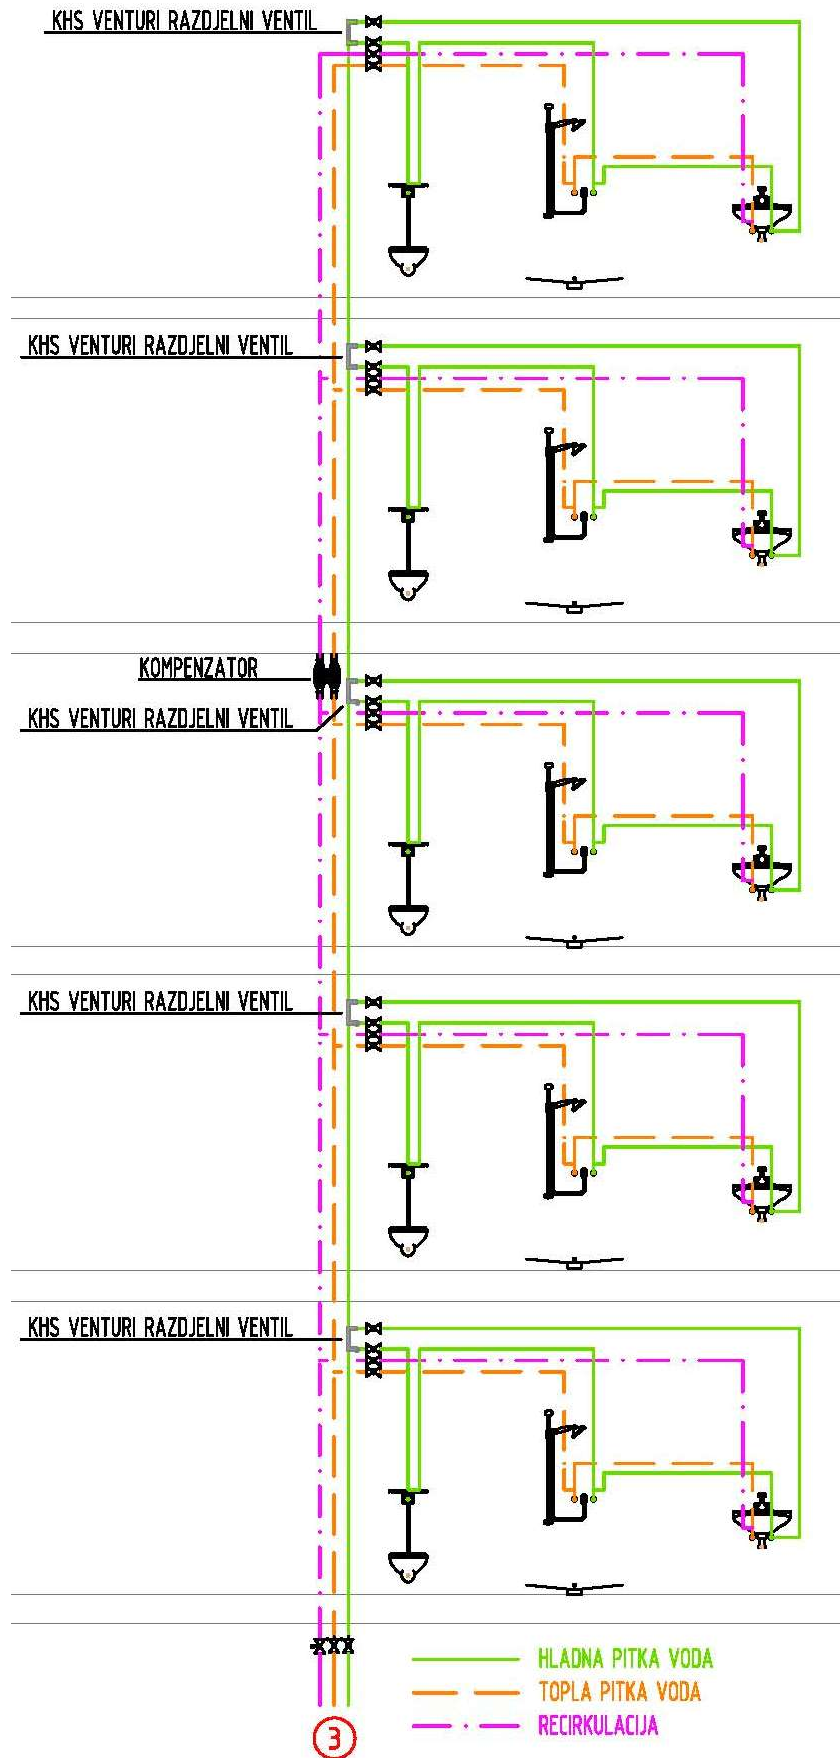 KHS VENTURI RAZDJELNI VENTIL
KHS VENTURI RAZDJELNI VENTIL
KOMPENZATOR
KHS VENTURI RAZDJELNI VENTIL
KHS VENTURI RAZDJELNI VENTIL
KHS VENTURI RAZDJELNI VENTIL
HLADNA PITKA VODA
TOPLA PITKA VODA
RECIRKULACIJA
3